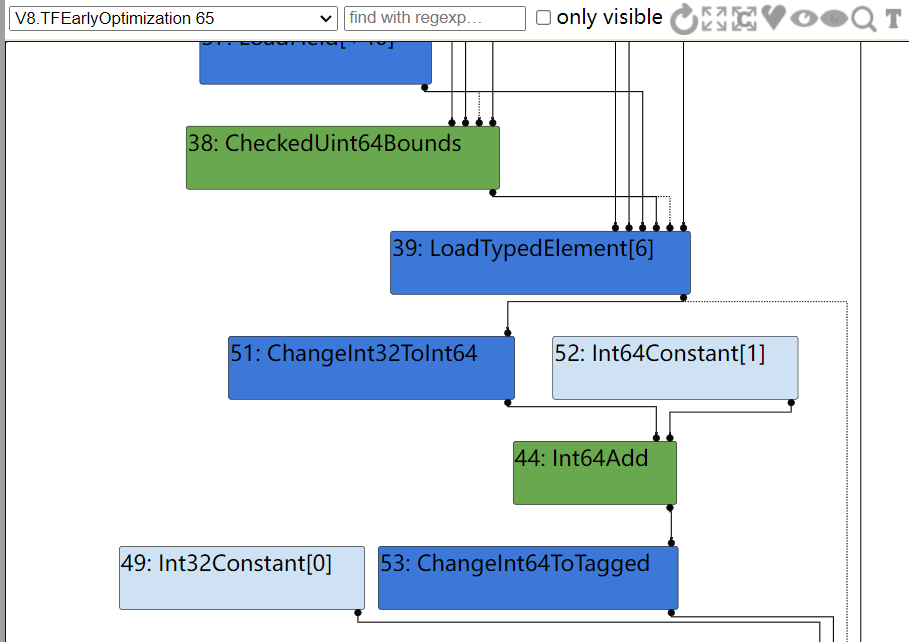 V8.TFEarlyOptimization 65
find with regexp…
only visible
T
38: CheckedUint64Bounds
39: LoadTypedElement[6]
51: ChangeInt32ToInt64
52: Int64Constant[1]
44: Int64Add
49: Int32Constant[0]
53: ChangeInt64ToTagged